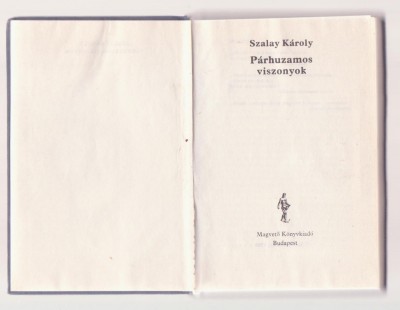 Szalay Károly
Párhuzamos
viszonyok
Magvető Könyvkiadó
Budapest